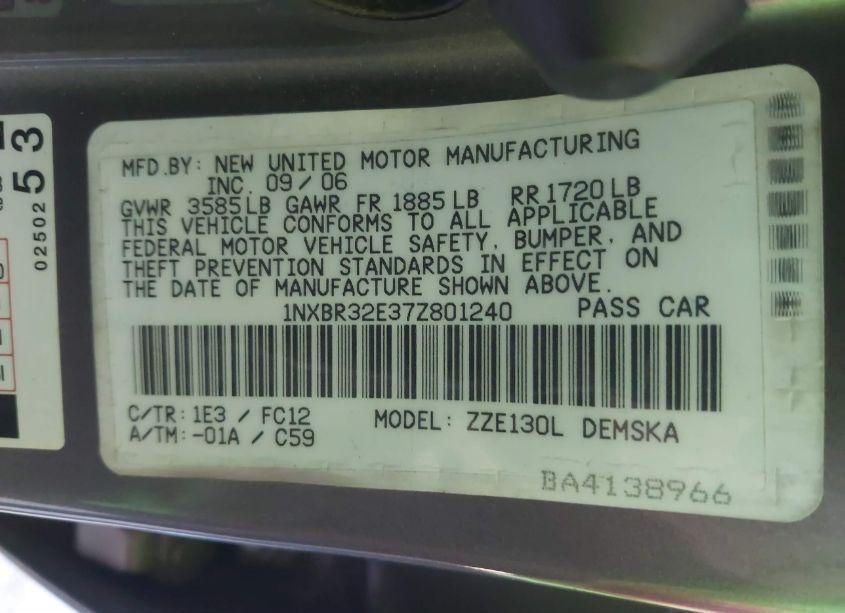 MFD.BY: NEW UNITED MOTOR MANUFACTURING
INC. 09/06
GVWR 3585LB GAWR FR 1885LB RR1720LB
THIS VEHICLE CONFORMS TO ALL APPLICABLE
FEDERAL MOTOR VEHICLE SAFETY, BUMPER, AND
THEFT PREVENTION STANDARDS IN EFFECT ON
THE DATE OF MANUFACTURE SHOWN ABOVE.
1NXBR32E37Z801240 PASS CAR
C/TR: 1E3 / FC12 MODEL: ZZE130L DEMSKA
A/TM: -01A / C59
BA4138966
53
02502